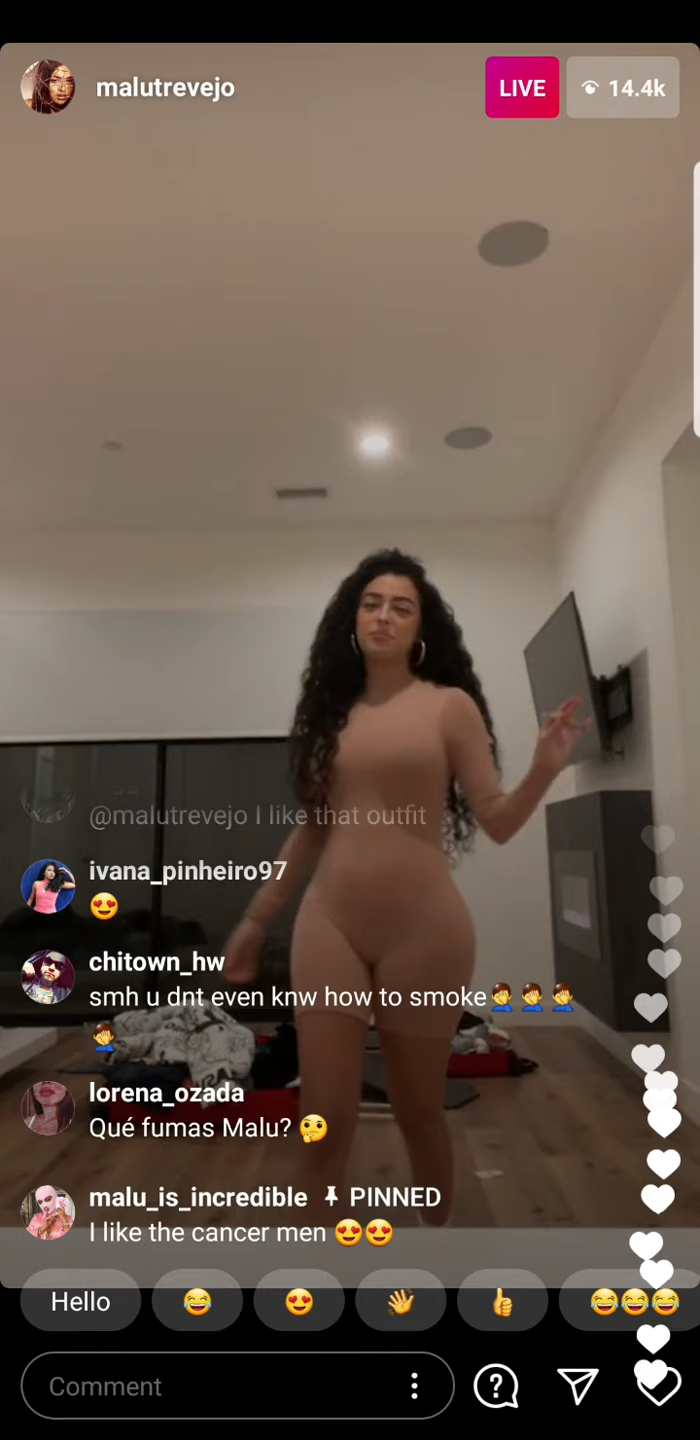 malutrevejo
LIVE
14.4k
@malutrevejo I like that outfit
ivana_pinheiro97
😍
chitown_hw
smh u dnt even knw how to smoke🤦‍♂️🤦‍♂️🤦‍♂️
🤦‍♂️
lorena_ozada
Qué fumas Malu? 🤔
malu_is_incredible 📌 PINNED
I like the cancer men 😍😍
Hello 😂 😍 👋 👍 😂😂😂
Comment